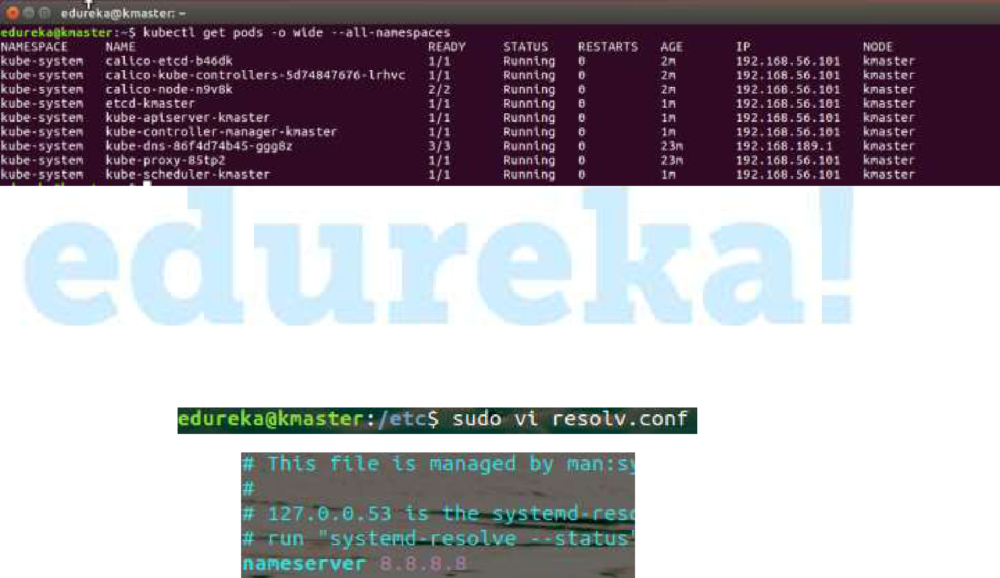 edureka@kmaster: ~
edureka@kmaster:~$ kubectl get pods -o wide --all-namespaces
NAMESPACE NAME READY STATUS RESTARTS AGE IP NODE
kube-system calico-etcd-b46dk 1/1 Running 0 2m 192.168.56.101 kmaster
kube-system calico-kube-controllers-5d74847676-lrhvc 1/1 Running 0 2m 192.168.56.101 kmaster
kube-system calico-node-n9v8k 2/2 Running 0 2m 192.168.56.101 kmaster
kube-system etcd-kmaster 1/1 Running 0 1m 192.168.56.101 kmaster
kube-system kube-apiserver-kmaster 1/1 Running 0 1m 192.168.56.101 kmaster
kube-system kube-controller-manager-kmaster 1/1 Running 0 1m 192.168.56.101 kmaster
kube-system kube-dns-86f4d74b45-ggg8z 3/3 Running 0 23m 192.168.189.1 kmaster
kube-system kube-proxy-85tp2 1/1 Running 0 23m 192.168.56.101 kmaster
kube-system kube-scheduler-kmaster 1/1 Running 0 1m 192.168.56.101 kmaster
edureka!
edureka@kmaster:/etc$ sudo vi resolv.conf
# This file is managed by man:sy
#
# 127.0.0.53 is the systemd-reso
# run "systemd-resolve --status"
nameserver 8.8.8.8